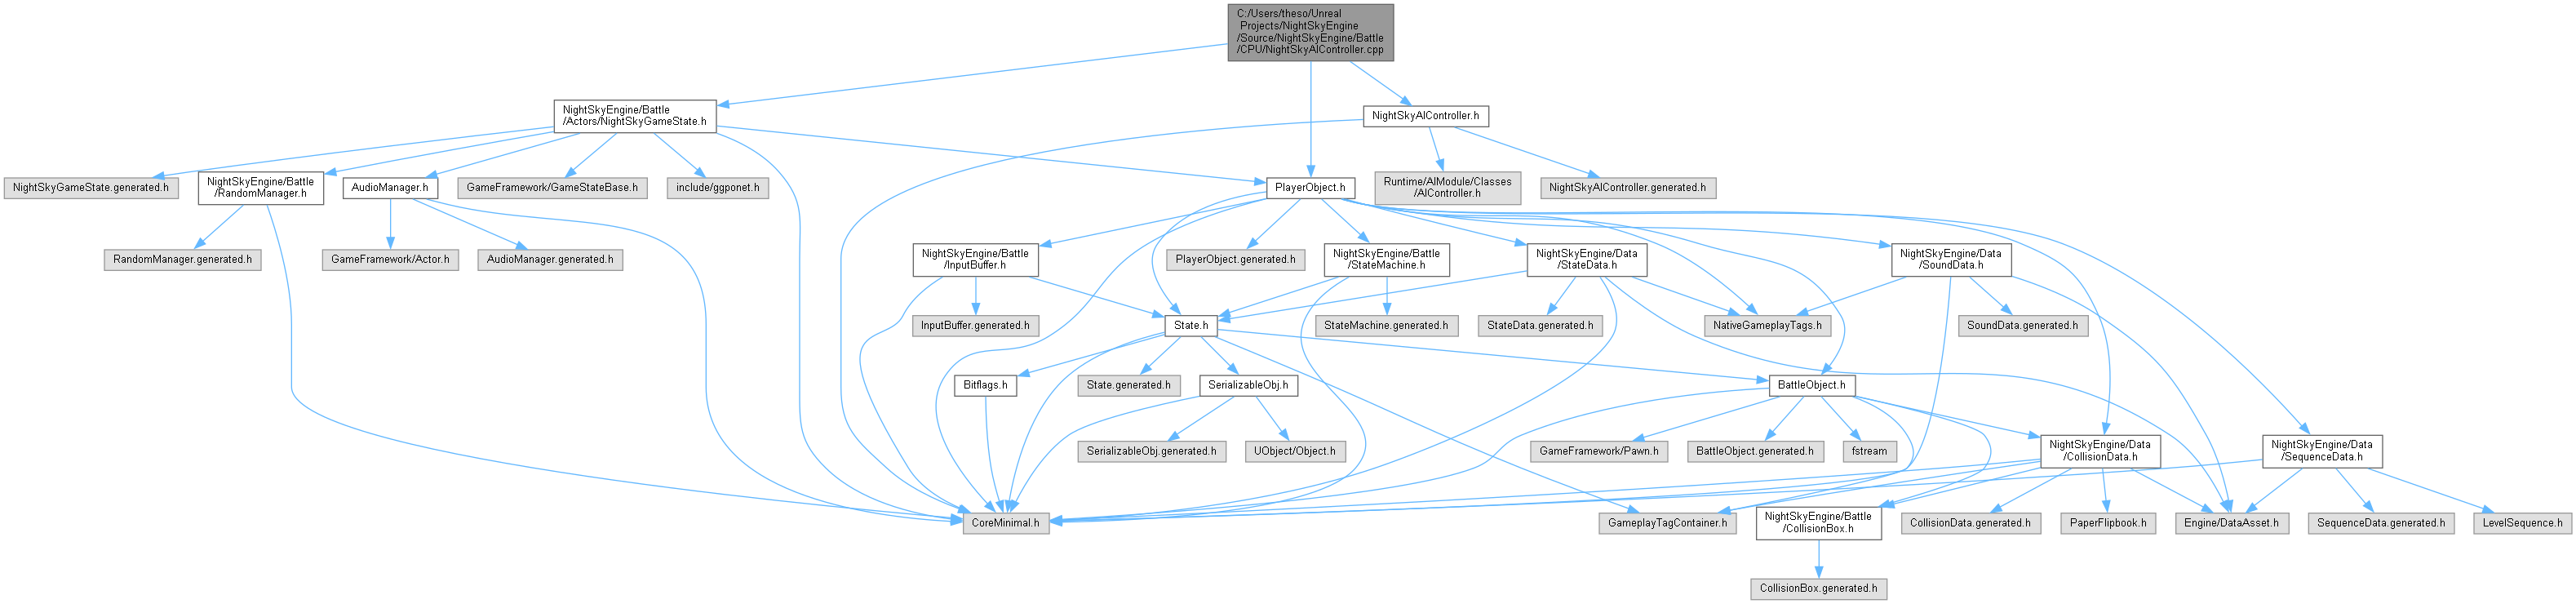 C:/Users/theso/Unreal
Projects/NightSkyEngine
/Source/NightSkyEngine/Battle
/CPU/NightSkyAIController.cpp
NightSkyEngine/Battle
/Actors/NightSkyGameState.h
NightSkyAIController.h
NightSkyGameState.generated.h
NightSkyEngine/Battle
/RandomManager.h
AudioManager.h
GameFramework/GameStateBase.h
include/ggponet.h
PlayerObject.h
Runtime/AIModule/Classes
/AIController.h
NightSkyAIController.generated.h
RandomManager.generated.h
GameFramework/Actor.h
AudioManager.generated.h
NightSkyEngine/Battle
/InputBuffer.h
PlayerObject.generated.h
NightSkyEngine/Battle
/StateMachine.h
NightSkyEngine/Data
/StateData.h
NightSkyEngine/Data
/SoundData.h
InputBuffer.generated.h
State.h
StateMachine.generated.h
StateData.generated.h
NativeGameplayTags.h
SoundData.generated.h
Bitflags.h
State.generated.h
SerializableObj.h
BattleObject.h
SerializableObj.generated.h
UObject/Object.h
GameFramework/Pawn.h
BattleObject.generated.h
fstream
NightSkyEngine/Data
/CollisionData.h
NightSkyEngine/Data
/SequenceData.h
CoreMinimal.h
GameplayTagContainer.h
NightSkyEngine/Battle
/CollisionBox.h
CollisionData.generated.h
PaperFlipbook.h
Engine/DataAsset.h
SequenceData.generated.h
LevelSequence.h
CollisionBox.generated.h